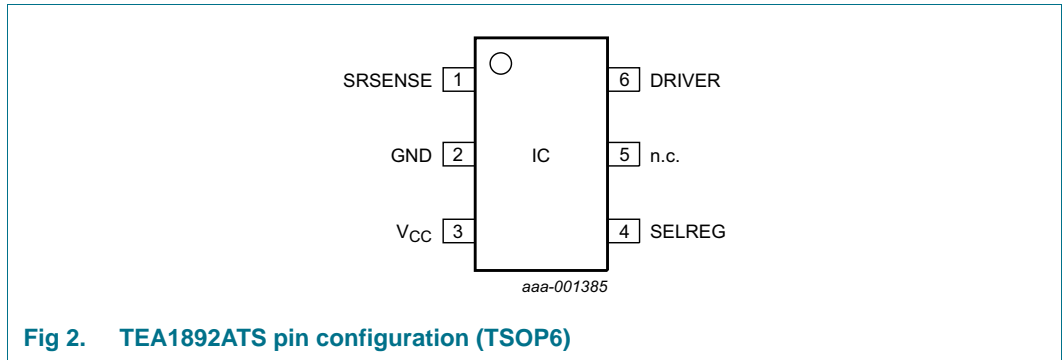 SRSENSE 1 6 DRIVER
GND 2 IC 5 n.c.
VCC 3 4 SELREG
aaa-001385
Fig 2. TEA1892ATS pin configuration (TSOP6)